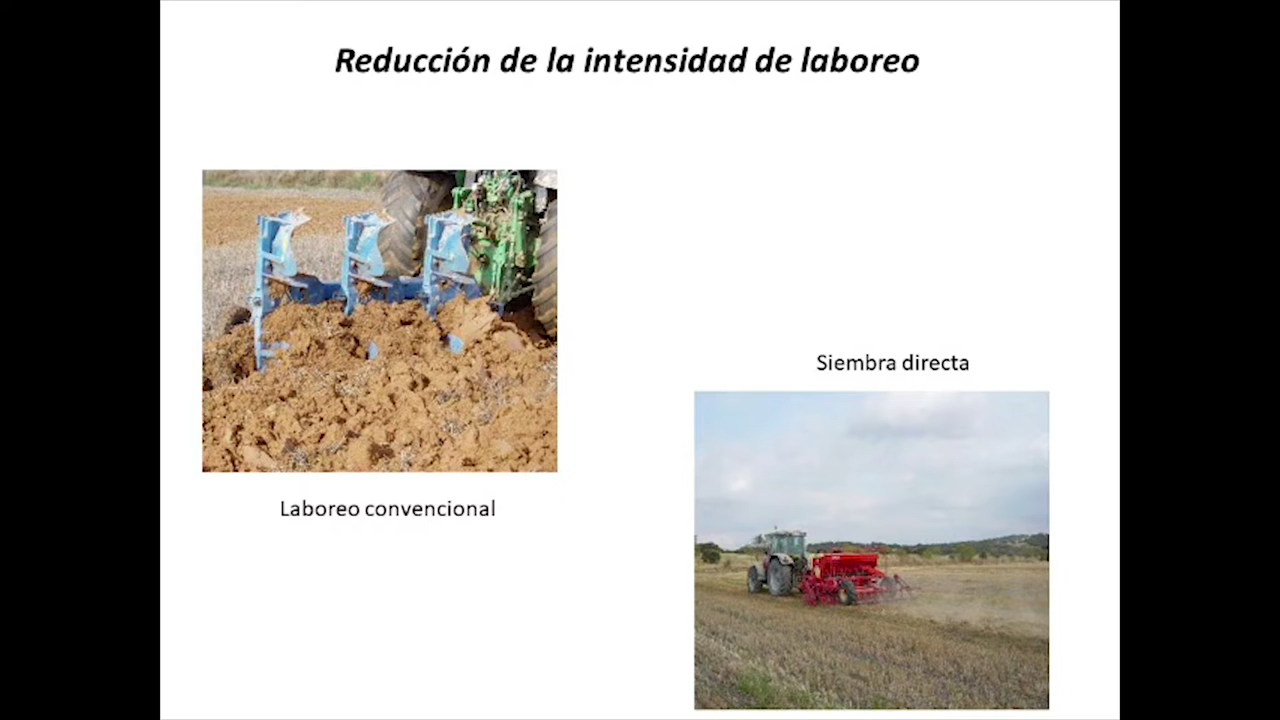 Reducción de la intensidad de laboreo
Siembra directa
Laboreo convencional